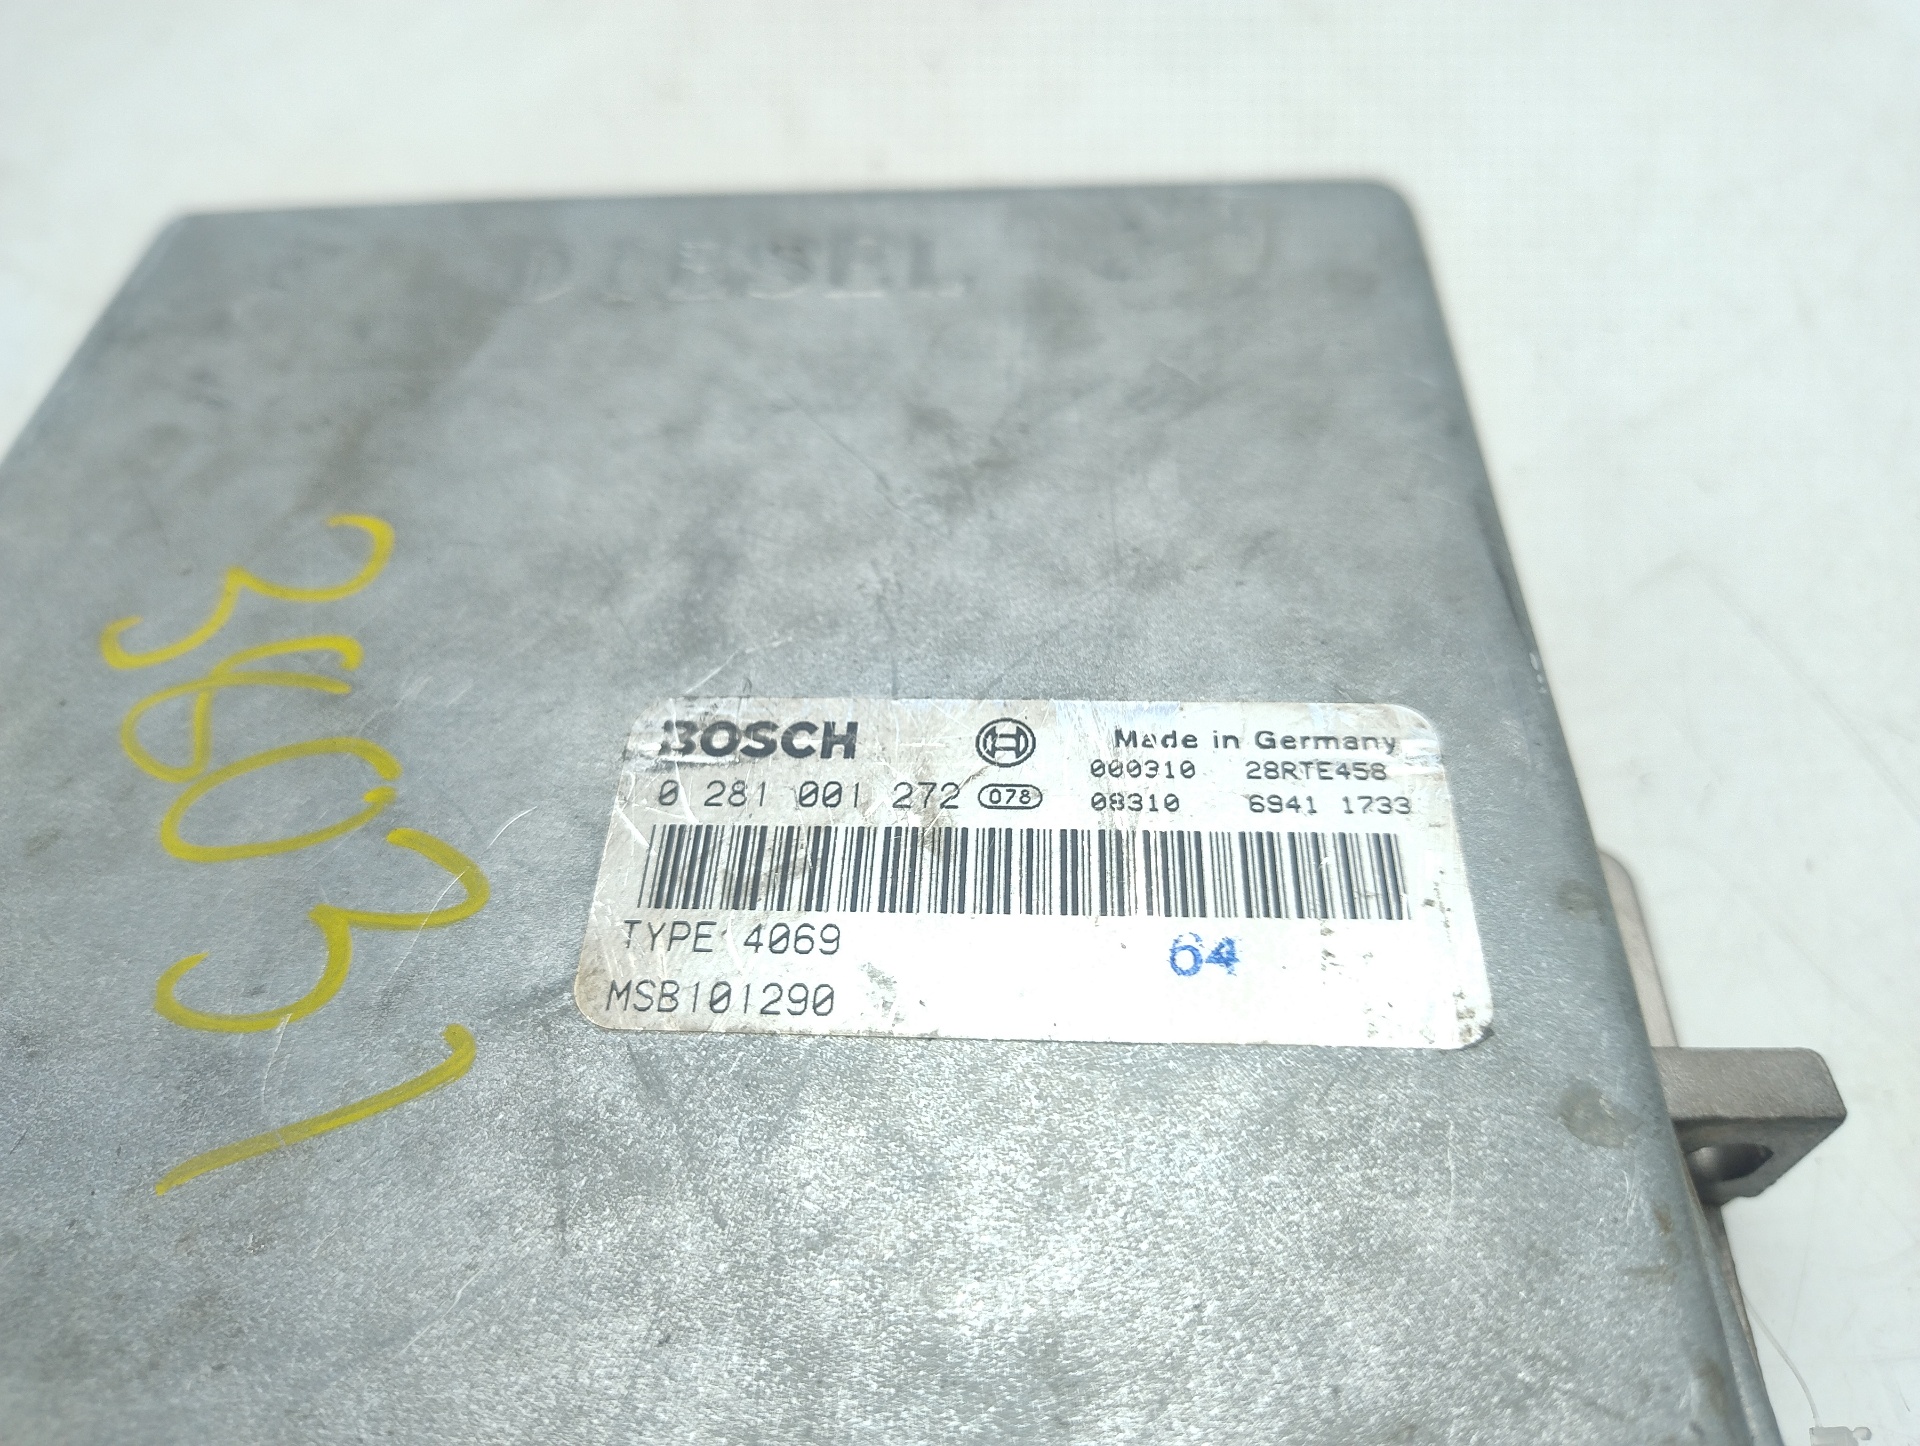 DIESEL
BOSCH Made in Germany
000310 28RTE458
0 281 001 272 078 08310 6941 1733
TYPE 4069
64
MSB101290